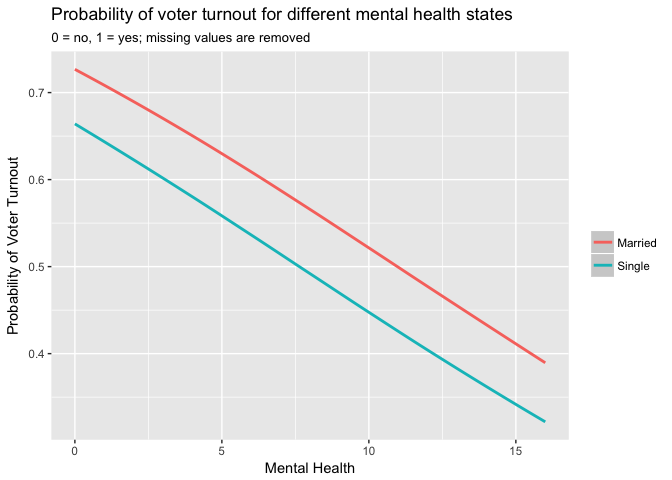 Probability of voter turnout for different mental health states
0 = no, 1 = yes; missing values are removed
Probability of Voter Turnout
0.7
0.6
0.5
0.4
0 5 10 15
Mental Health
Married
Single